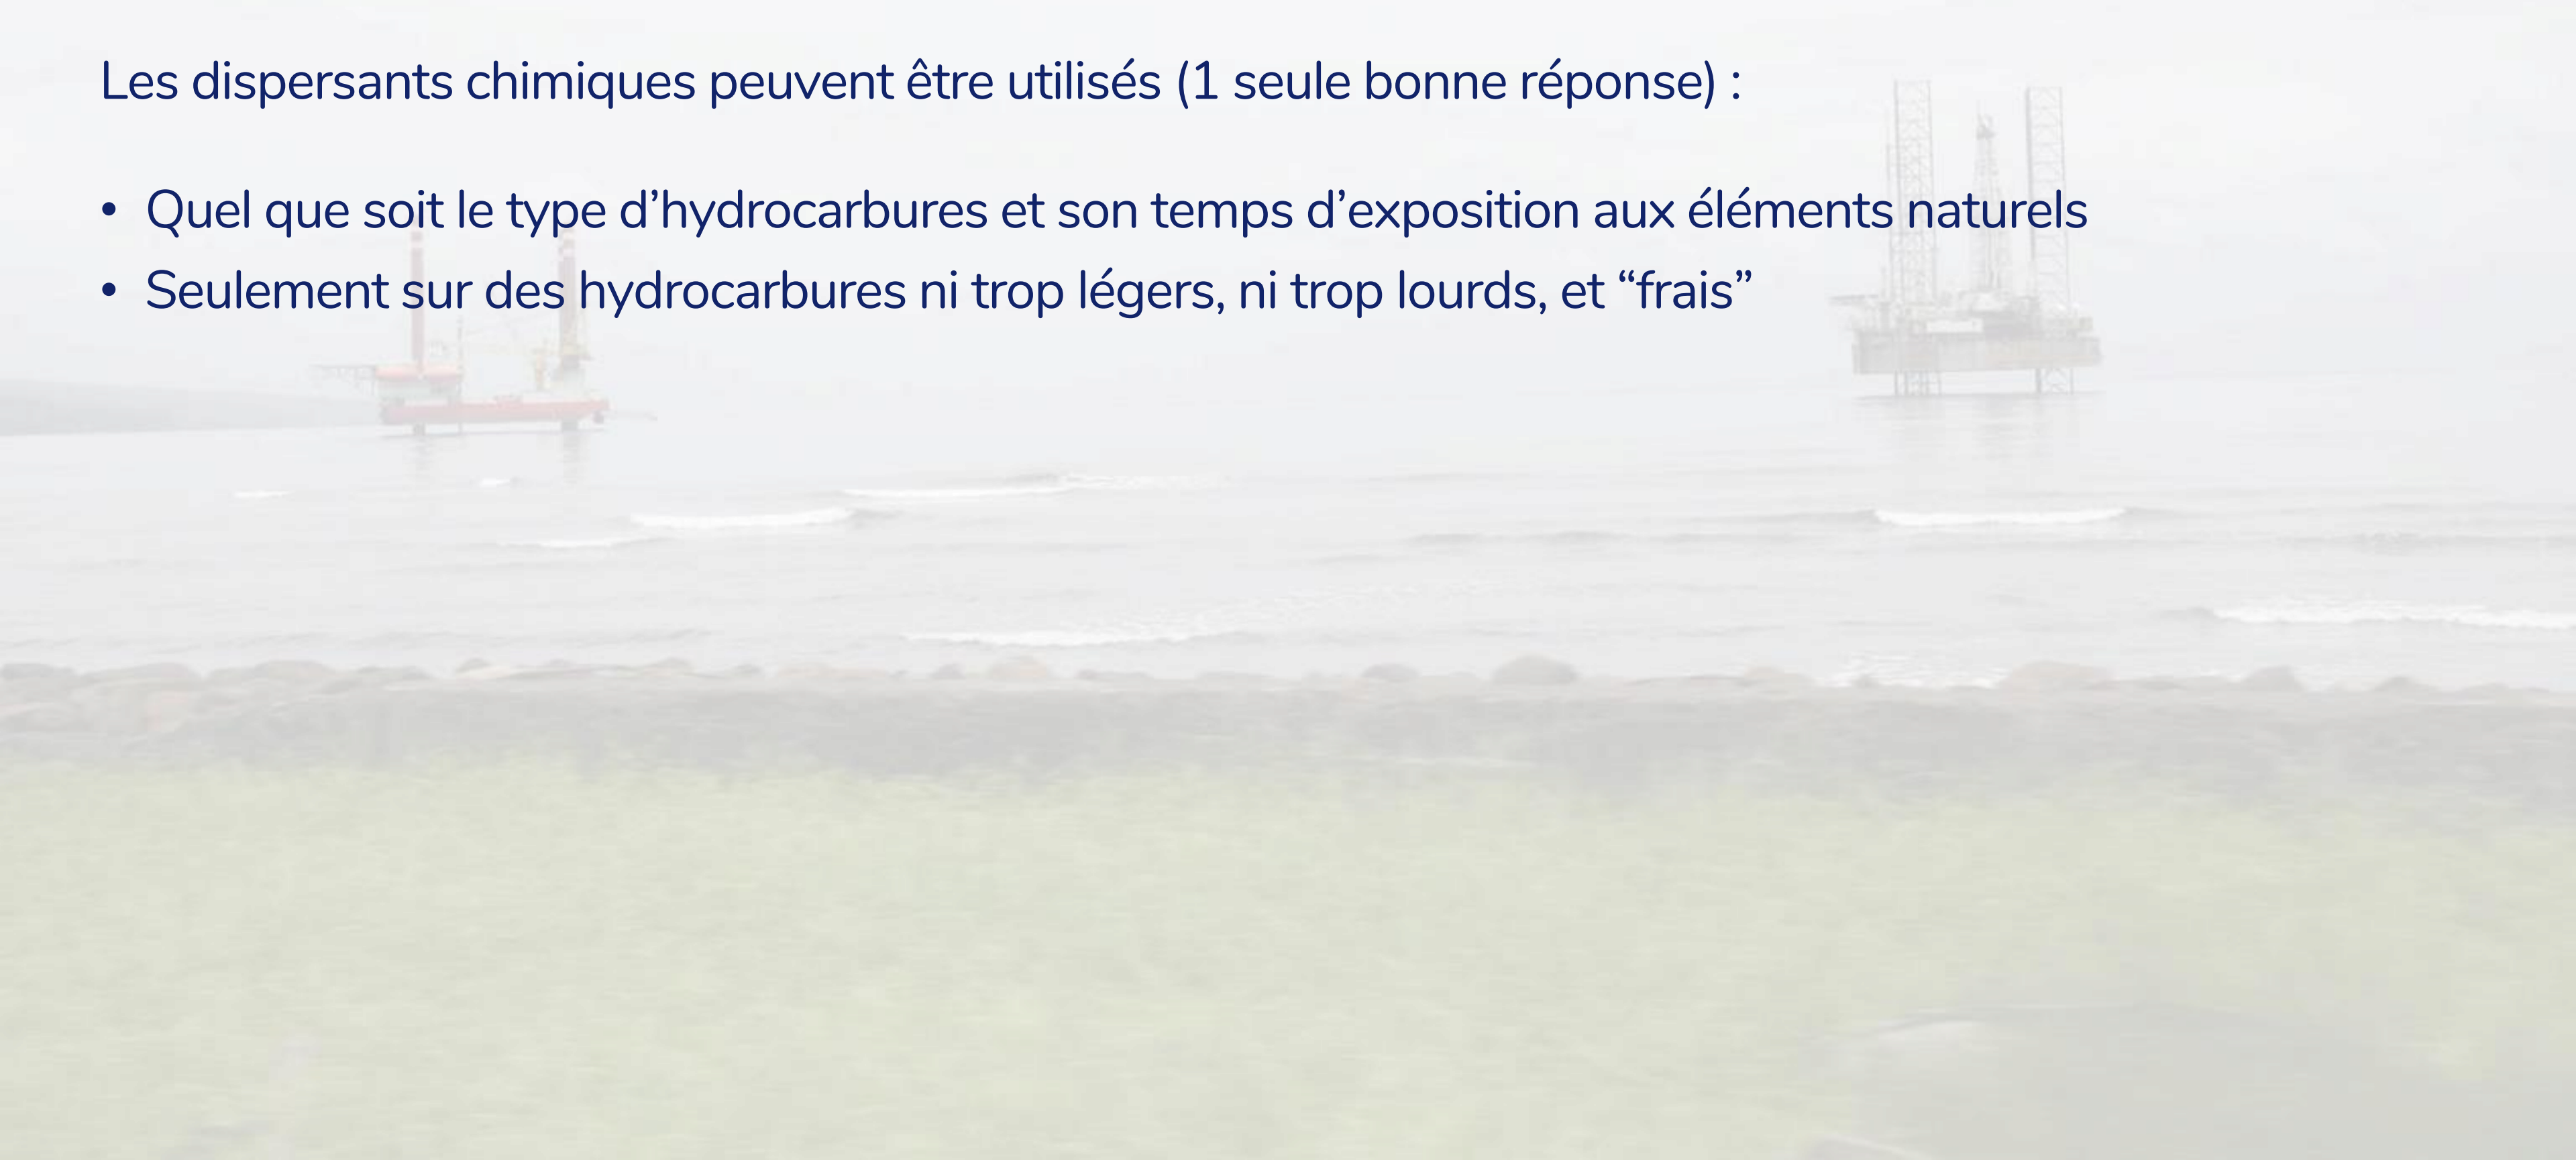 Les dispersants chimiques peuvent être utilisés (1 seule bonne réponse) :
• Quel que soit le type d’hydrocarbures et son temps d’exposition aux éléments naturels
• Seulement sur des hydrocarbures ni trop légers, ni trop lourds, et “frais”